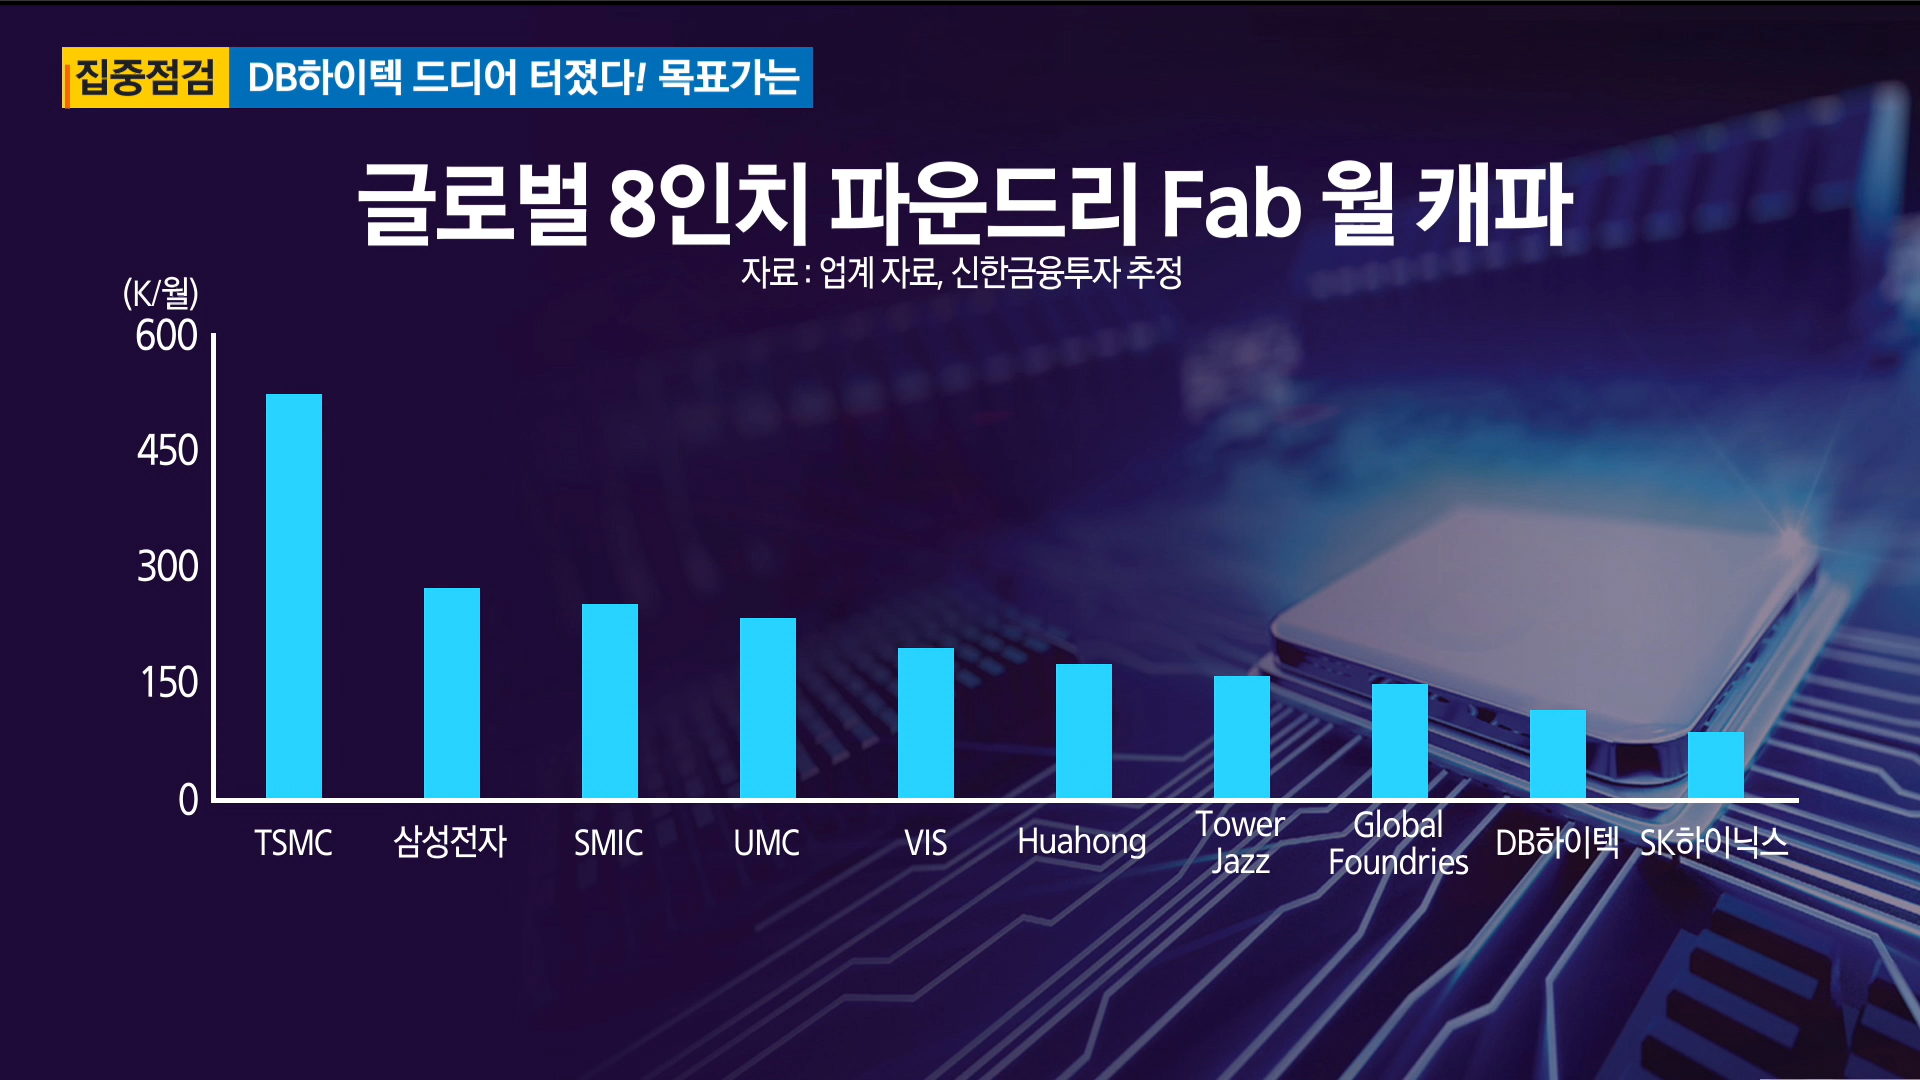 집중점검 DB하이텍 드디어 터졌다! 목표가는
글로벌 8인치 파운드리 Fab 월 캐파
자료 : 업계 자료, 신한금융투자 추정
(K/월)
600
450
300
150
0
TSMC
삼성전자
SMIC
UMC
VIS
Huahong
Tower
Jazz
Global
Foundries
DB하이텍
SK하이닉스